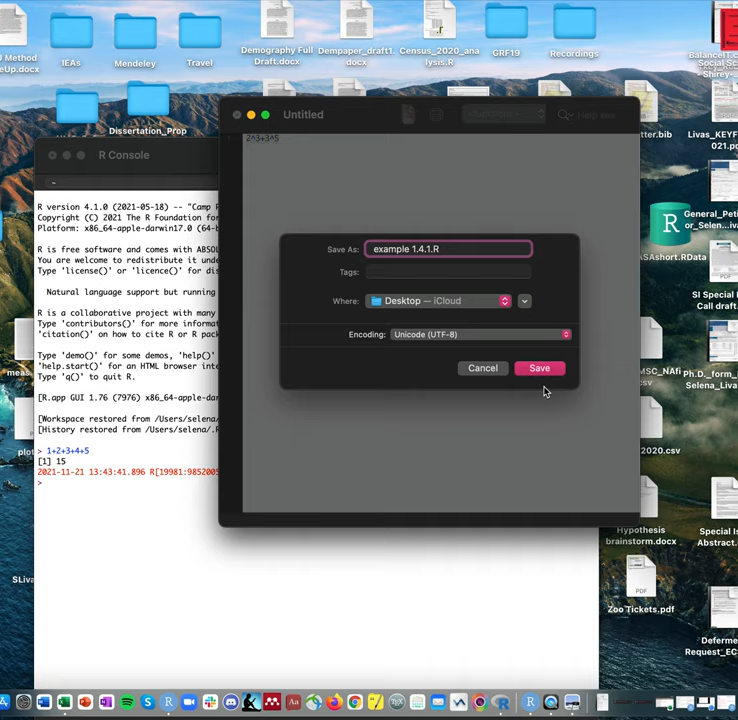 J Method
eUp.docx
IEAs
Mendeley
Travel
Demography Full
Draft.docx
Dempaper_draft1.
docx
Census_2020_ana
lysis.R
GRF19
Recordings
Dissertation_Prop
Untitled
Help sea
2^3+3^5
R Console
Livas_KEYF
021.p
tter.bib
R version 4.1.0 (2021-05-18) -- "Camp P
Copyright (C) 2021 The R Foundation fo
Platform: x86_64-apple-darwin17.0 (64-b
R is free software and comes with ABSOL
You are welcome to redistribute it unde
Type 'license()' or 'licence()' for dis
Natural language support but running
R is a collaborative project with many
Type 'contributors()' for more informat
'citation()' on how to cite R or R pack
Type 'demo()' for some demos, 'help()'
'help.start()' for an HTML browser inte
Type 'q()' to quit R.
[R.app GUI 1.76 (7976) x86_64-apple-dar
[Workspace restored from /Users/selena/
[History restored from /Users/selena/.R
> 1+2+3+4+5
[1] 15
2021-11-21 13:43:41.896 R[19981:9852005
>
Save As:
example 1.4.1.R
Tags:
Where:
Desktop — iCloud
Encoding:
Unicode (UTF-8)
Cancel
Save
General_Peti
or_Selen...
ASAshort.RData
SI Special
Call draft.
MSC_NAfi
csv
Ph.D._form_
Selena_Liva
2020.csv
Hypothesis
brainstorm.docx
Special Is
Abstract.
Zoo Tickets.pdf
Deferme
Request_EC
meas
plot
SLiva
PDF